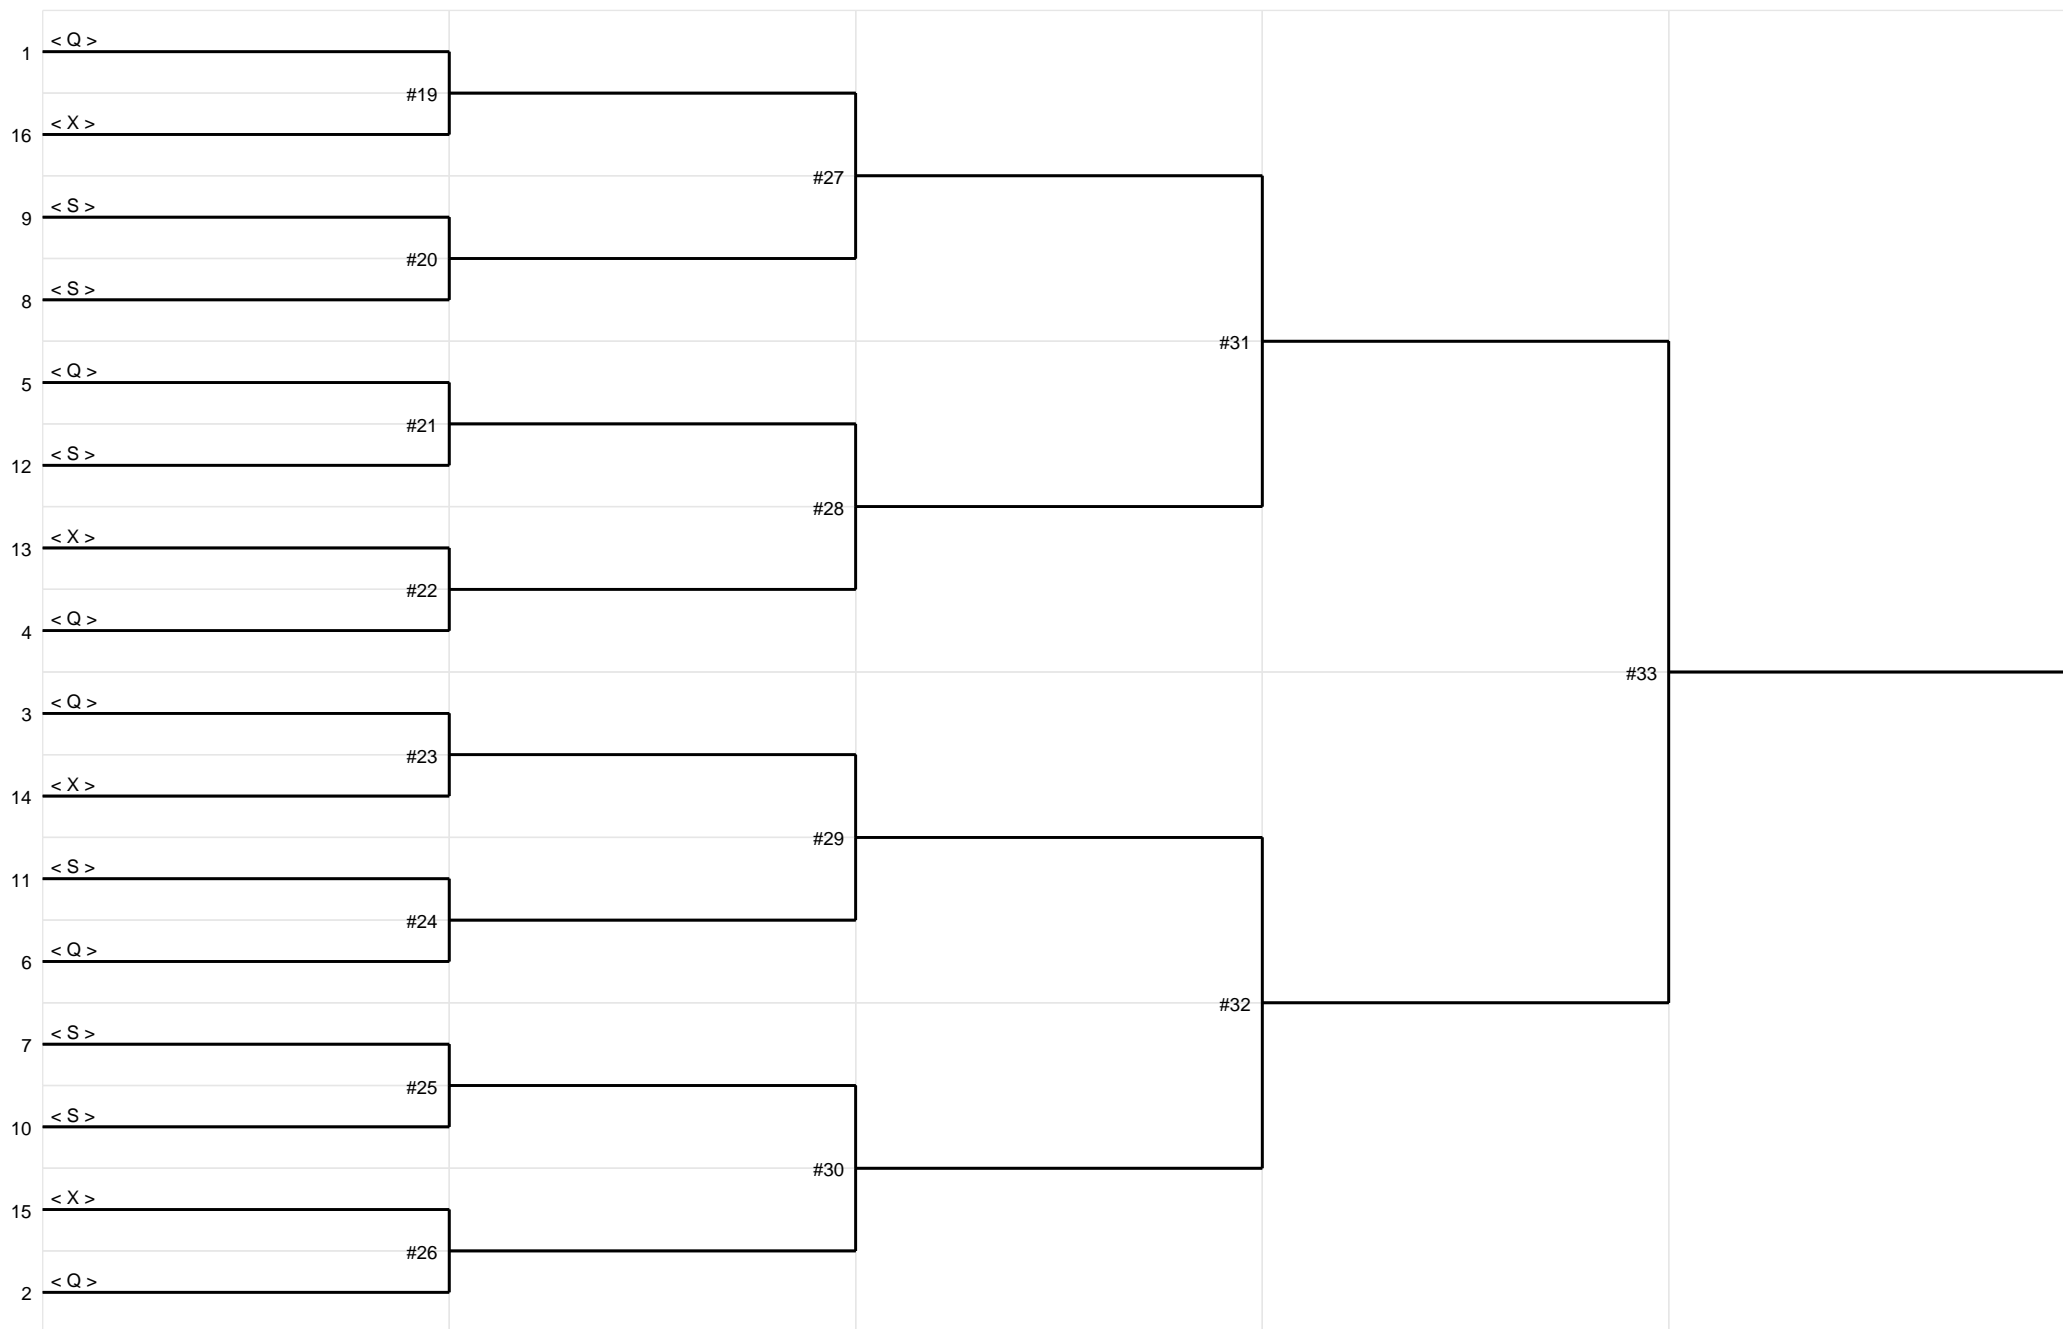 < Q >
1
#19
< X >
16
#27
< S >
9
#20
< S >
8
#31
< Q >
5
#21
< S >
12
#28
< X >
13
#22
< Q >
4
#33
< Q >
3
#23
< X >
14
#29
< S >
11
#24
< Q >
6
#32
< S >
7
#25
< S >
10
#30
< X >
15
#26
< Q >
2